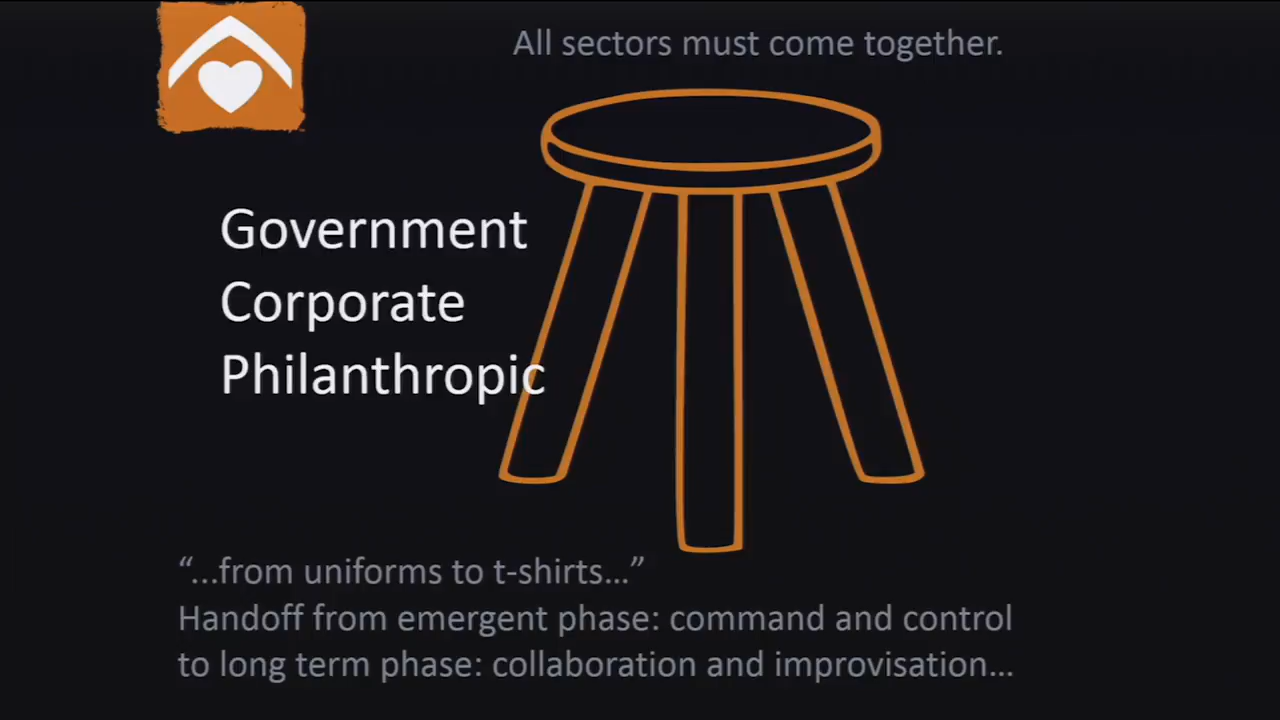 All sectors must come together.
Government
Corporate
Philanthropic
“...from uniforms to t-shirts...”
Handoff from emergent phase: command and control
to long term phase: collaboration and improvisation...